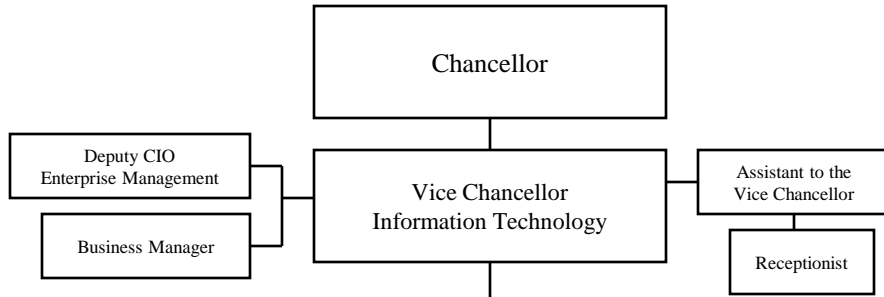 Chancellor
Deputy CIO
Enterprise Management
Vice Chancellor
Information Technology
Assistant to the
Vice Chancellor
Business Manager
Receptionist